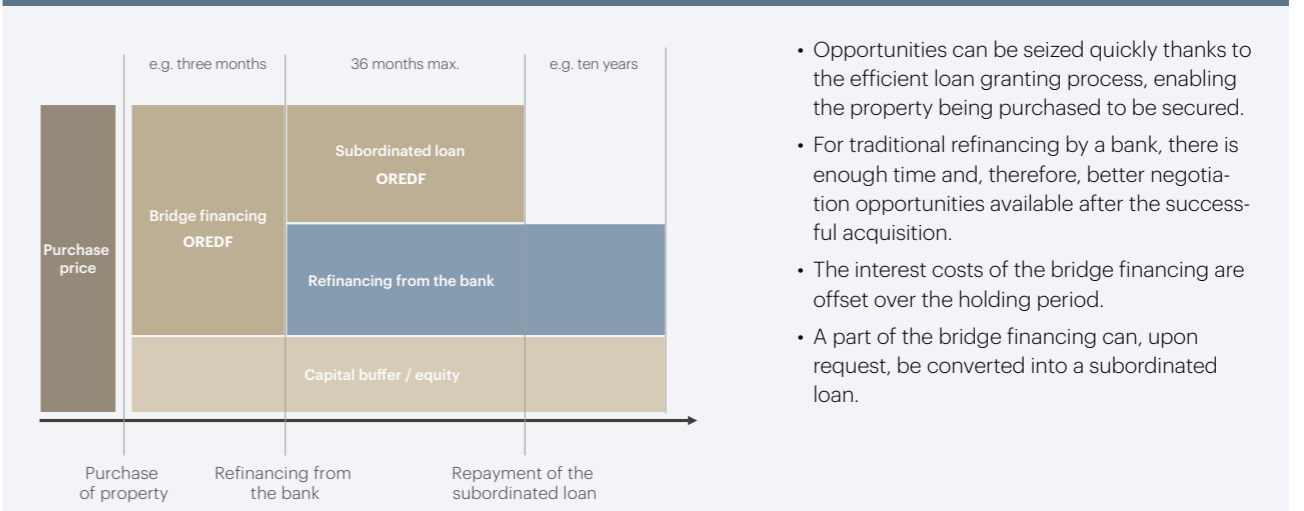 e.g. three months
36 months max.
e.g. ten years
Purchase
price
Bridge financing
OREDF
Subordinated loan
OREDF
Refinancing from the bank
Capital buffer / equity
Purchase
of property
Refinancing from
the bank
Repayment of the
subordinated loan
• Opportunities can be seized quickly thanks to
the efficient loan granting process, enabling
the property being purchased to be secured.
• For traditional refinancing by a bank, there is
enough time and, therefore, better negotia-
tion opportunities available after the success-
ful acquisition.
• The interest costs of the bridge financing are
offset over the holding period.
• A part of the bridge financing can, upon
request, be converted into a subordinated
loan.